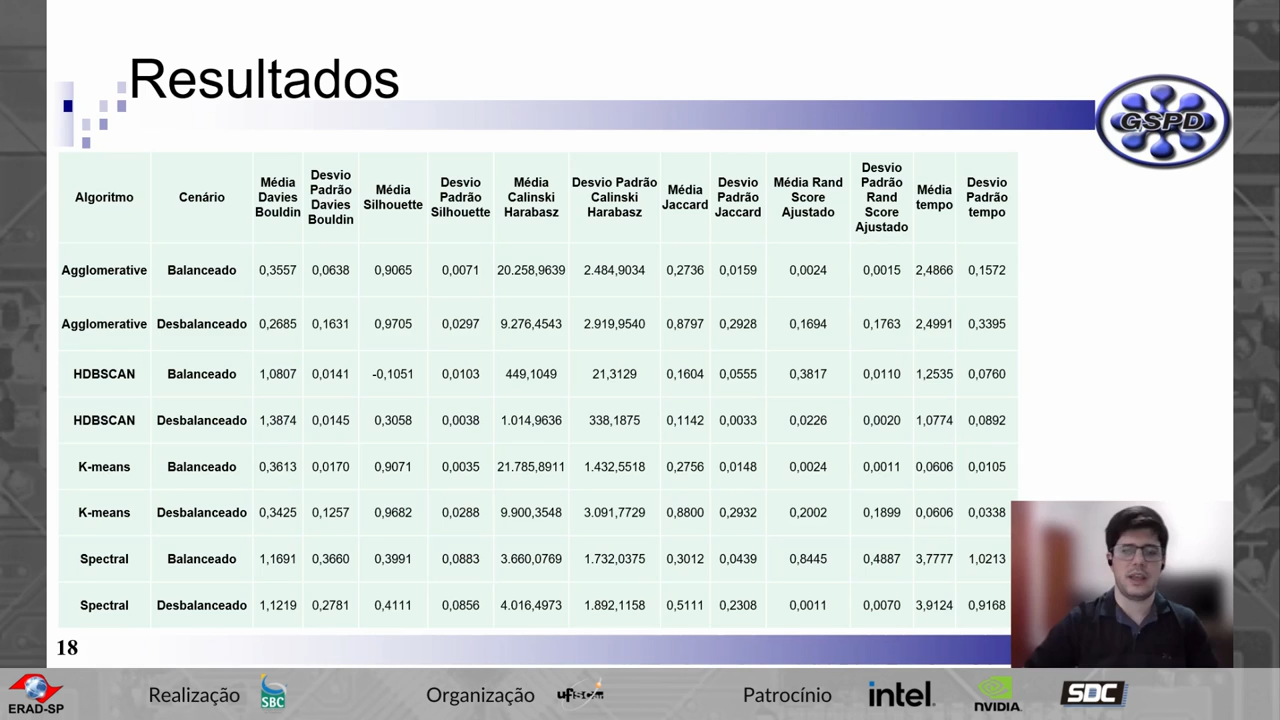 Resultados
GSPD
Algoritmo Cenário Média Davies Bouldin Desvio Padrão Davies Bouldin Média Silhouette Desvio Padrão Silhouette Média Calinski Harabasz Desvio Padrão Calinski Harabasz Média Jaccard Desvio Padrão Jaccard Média Rand Score Ajustado Desvio Padrão Rand Score Ajustado Média tempo Desvio Padrão tempo
Agglomerative Balanceado 0,3557 0,0638 0,9065 0,0071 20.258,9639 2.484,9034 0,2736 0,0159 0,0024 0,0015 2,4866 0,1572
Agglomerative Desbalanceado 0,2685 0,1631 0,9705 0,0297 9.276,4543 2.919,9540 0,8797 0,2928 0,1694 0,1763 2,4991 0,3395
HDBSCAN Balanceado 1,0807 0,0141 -0,1051 0,0103 449,1049 21,3129 0,1604 0,0555 0,3817 0,0110 1,2535 0,0760
HDBSCAN Desbalanceado 1,3874 0,0145 0,3058 0,0038 1.014,9636 338,1875 0,1142 0,0033 0,0226 0,0020 1,0774 0,0892
K-means Balanceado 0,3613 0,0170 0,9071 0,0035 21.785,8911 1.432,5518 0,2756 0,0148 0,0024 0,0011 0,0606 0,0105
K-means Desbalanceado 0,3425 0,1257 0,9682 0,0288 9.900,3548 3.091,7729 0,8800 0,2932 0,2002 0,1899 0,0606 0,0338
Spectral Balanceado 1,1691 0,3660 0,3991 0,0883 3.660,0769 1.732,0375 0,3012 0,0439 0,8445 0,4887 3,7777 1,0213
Spectral Desbalanceado 1,1219 0,2781 0,4111 0,0856 4.016,4973 1.892,1158 0,5111 0,2308 0,0011 0,0070 3,9124 0,9168
18
ERAD-SP Realização SBC Organização ufscar Patrocínio intel. NVIDIA. SDC